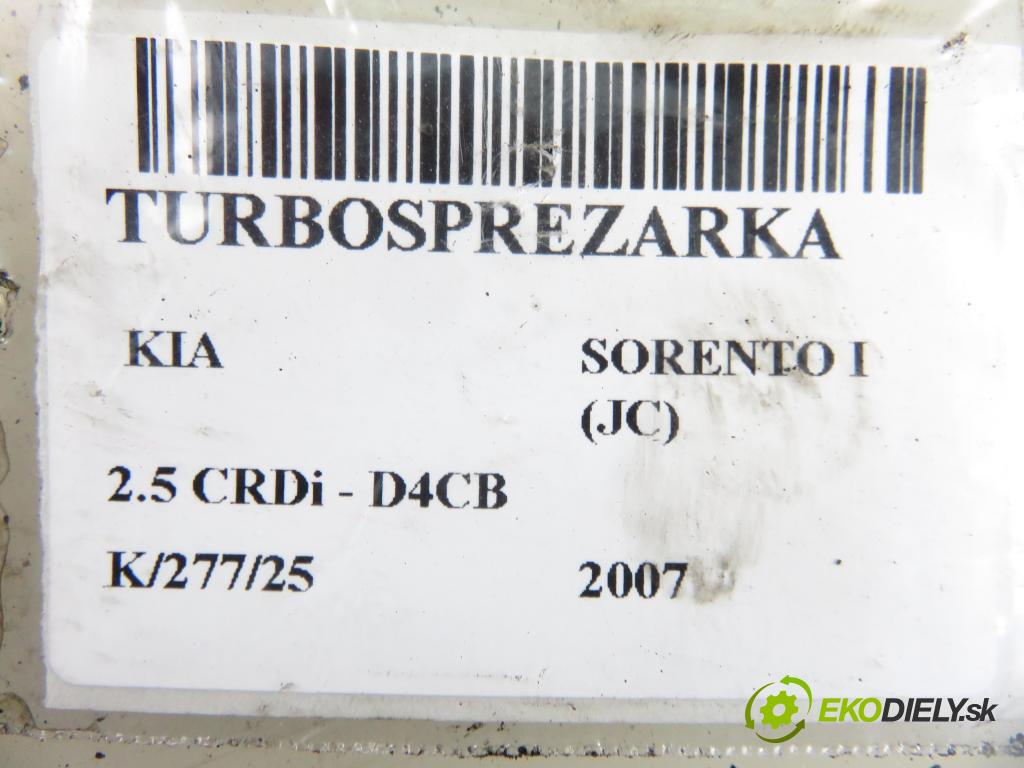 TURBOSPREZARKA
KIA
SORENTO I
(JC)
2.5 CRDi - D4CB
K/277/25
2007
EKODIELY.sk